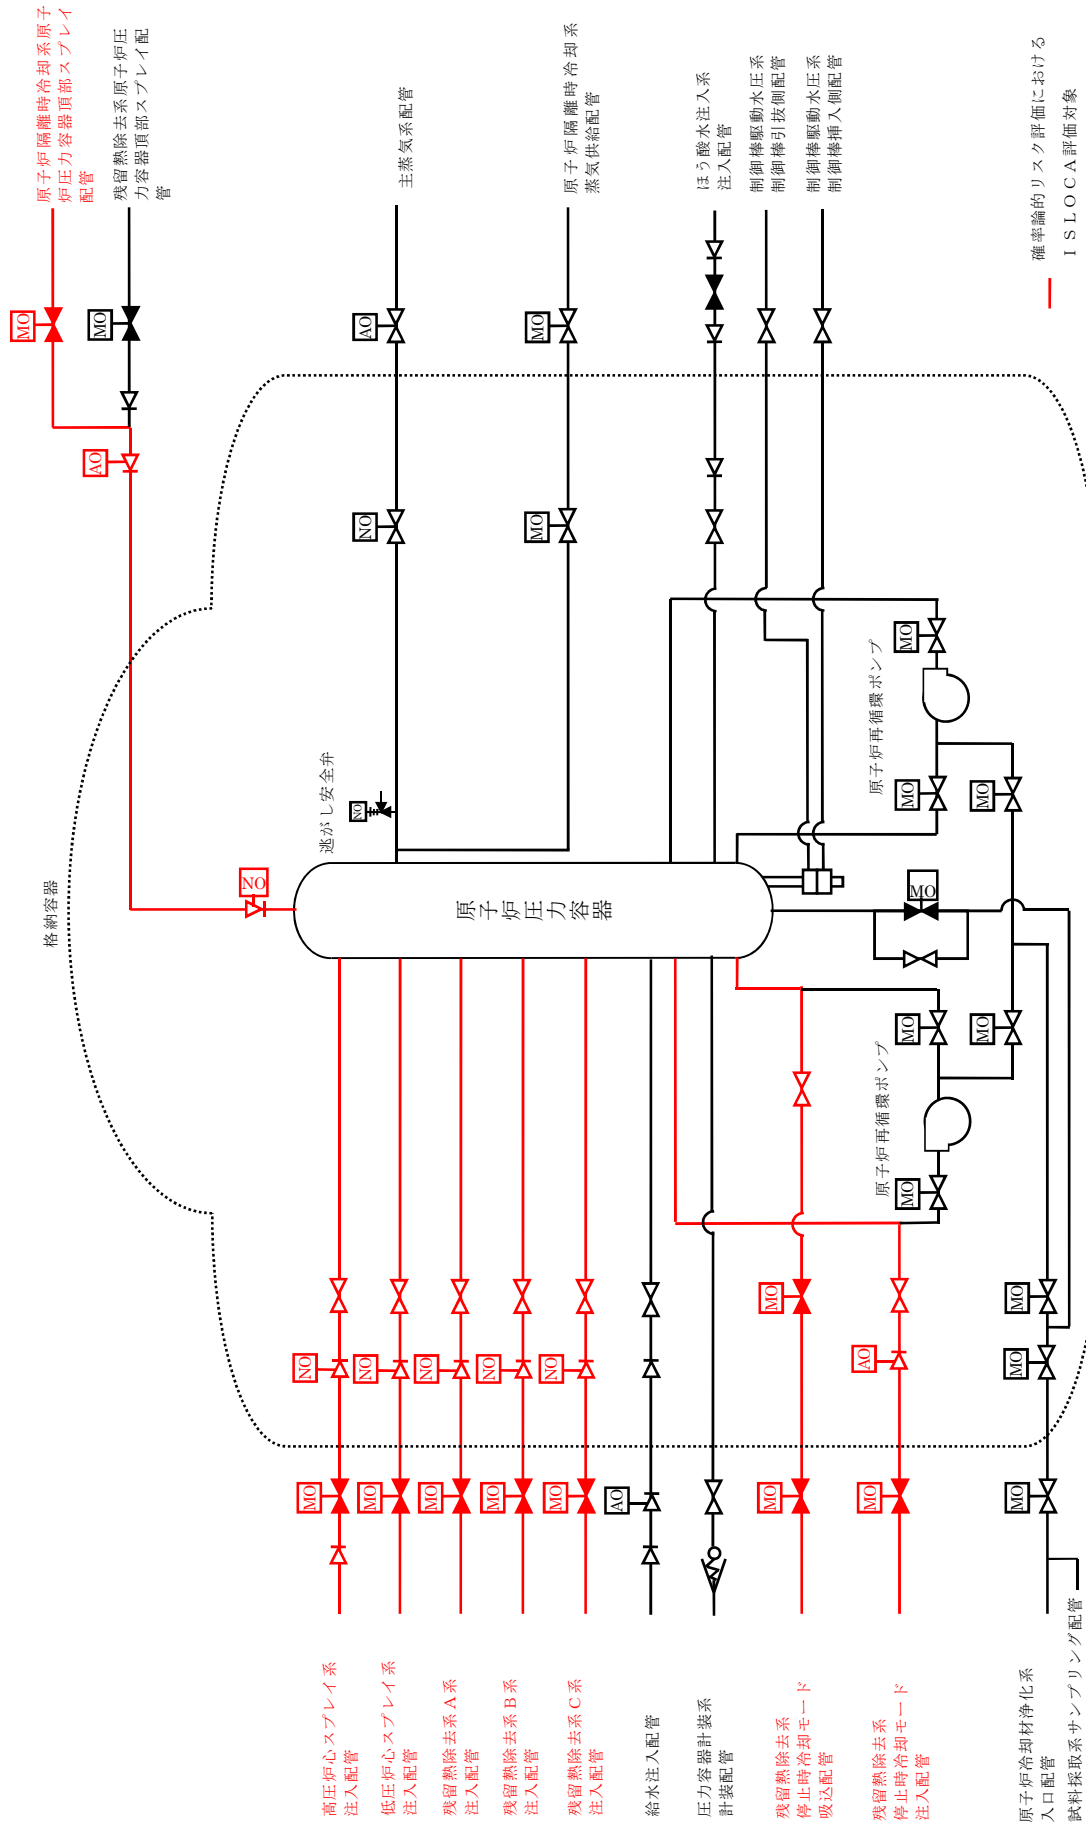 原子炉隔離時冷却系原子
炉圧力容器頂部スプレイ
配管
MO
残留熱除去系原子炉圧
力容器頂部スプレイ配
管
MO
AO
格納容器
NO
高圧炉心スプレイ系
注入配管
MO
NO
逃がし安全弁
NO
主蒸気系配管
NO
AO
低圧炉心スプレイ系
注入配管
MO
NO
残留熱除去系A系
注入配管
MO
NO
原子炉圧力容器
残留熱除去系B系
注入配管
MO
NO
原子炉隔離時冷却系
蒸気供給配管
MO
MO
残留熱除去系C系
注入配管
MO
NO
給水注入配管
AO
圧力容器計装系
計装配管
ほう酸水注入系
注入配管
制御棒駆動水圧系
制御棒引抜側配管
制御棒駆動水圧系
制御棒挿入側配管
残留熱除去系
停止時冷却モード
吸込配管
MO
MO
残留熱除去系
停止時冷却モード
注入配管
MO
AO
原子炉再循環ポンプ
原子炉再循環ポンプ
MO
MO
MO
MO
MO
MO
MO
原子炉冷却材浄化系
入口配管
MO
MO
MO
試料採取系サンプリング配管
確率論的リスク評価における
ISLOCA評価対象